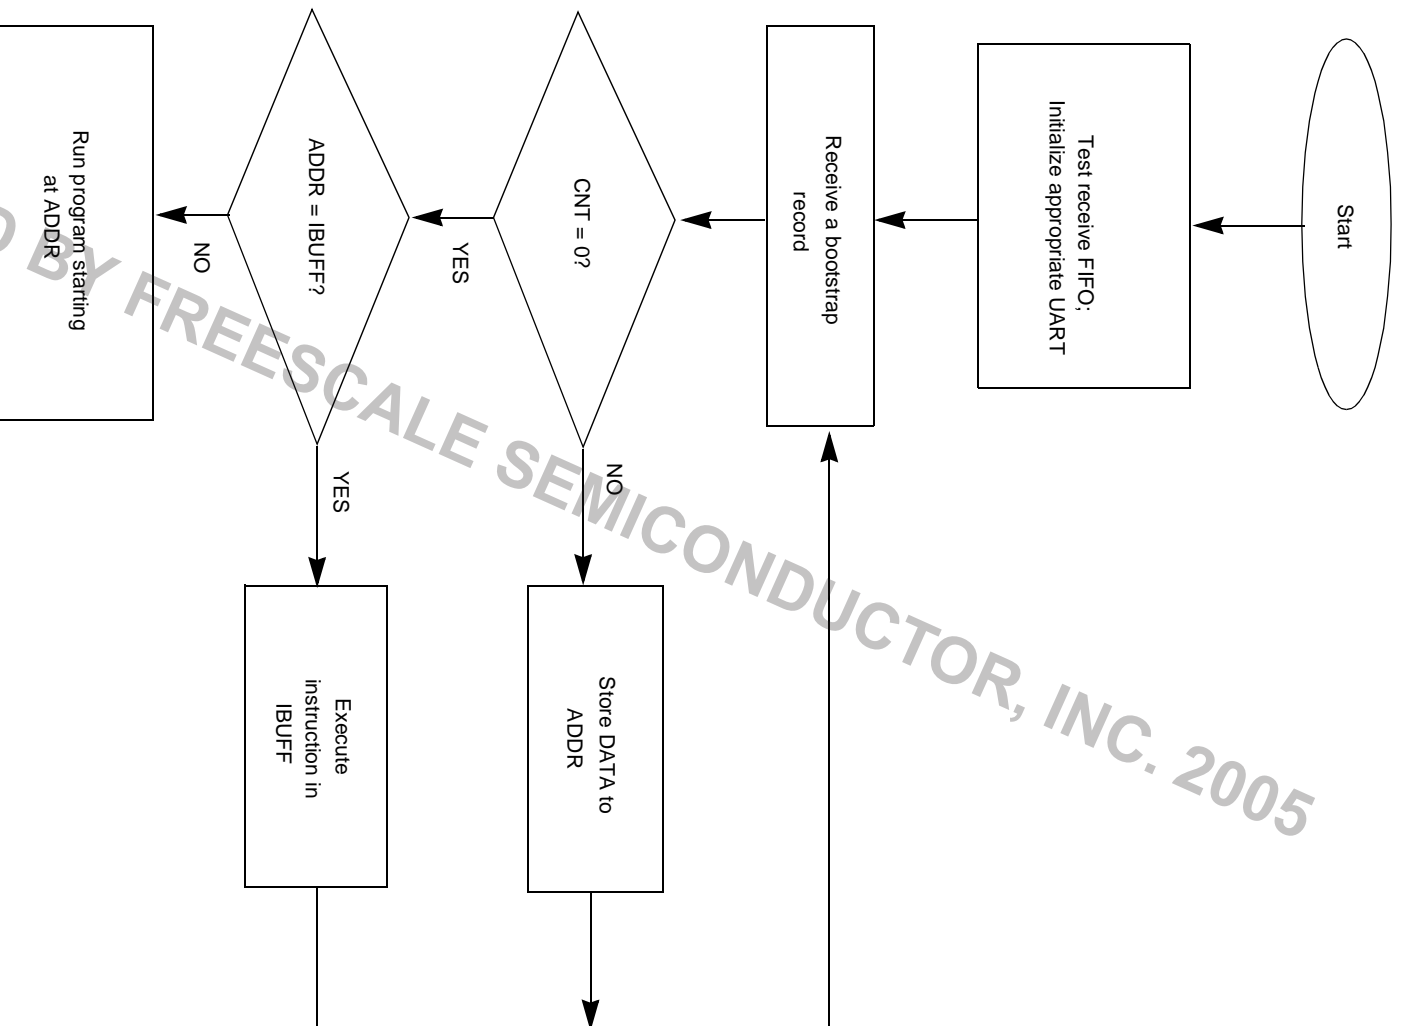 Start
Test receive FIFO;
Initialize appropriate UART
Receive a bootstrap
record
CNT = 0?
NO
YES
Store DATA to
ADDR
ADDR = IBUFF?
YES
NO
Execute
instruction in
IBUFF
Run program starting
at ADDR
D BY FREESCALE SEMICONDUCTOR, INC. 2005